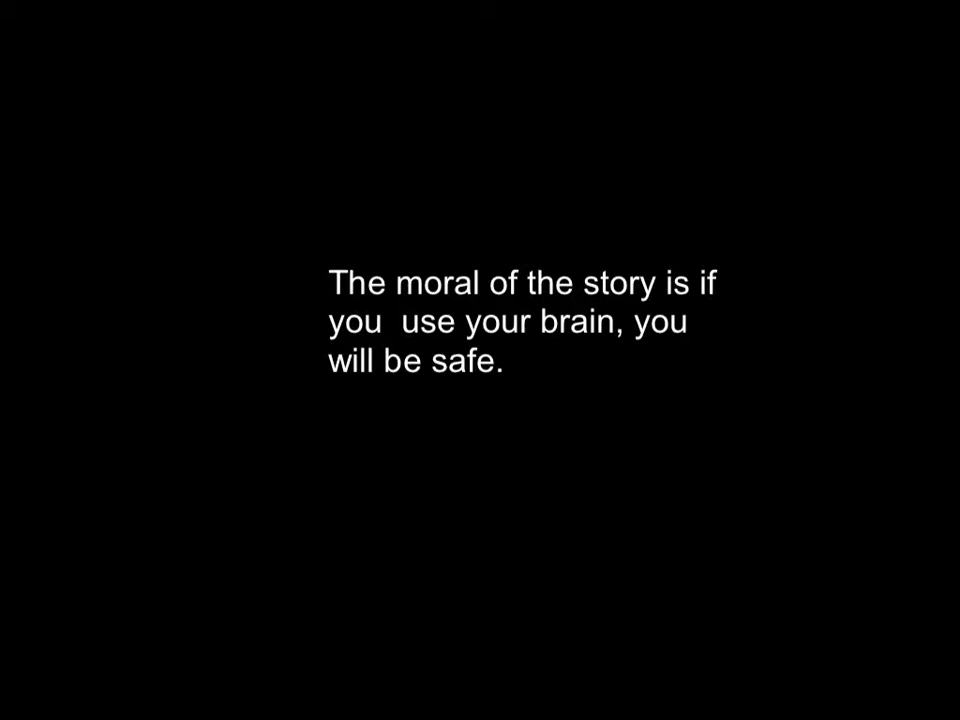 The moral of the story is if
you  use your brain, you
will be safe.